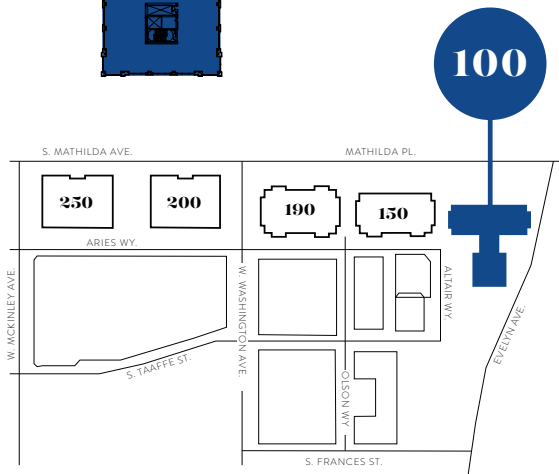 100
S. MATHILDA AVE.
MATHILDA PL.
250
200
190
150
ARIES WY.
W. MCKINLEY AVE.
W. WASHINGTON AVE.
ALTAIR WY.
EVELYN AVE.
S. TAAFFE ST.
OLSON WY
S. FRANCES ST.